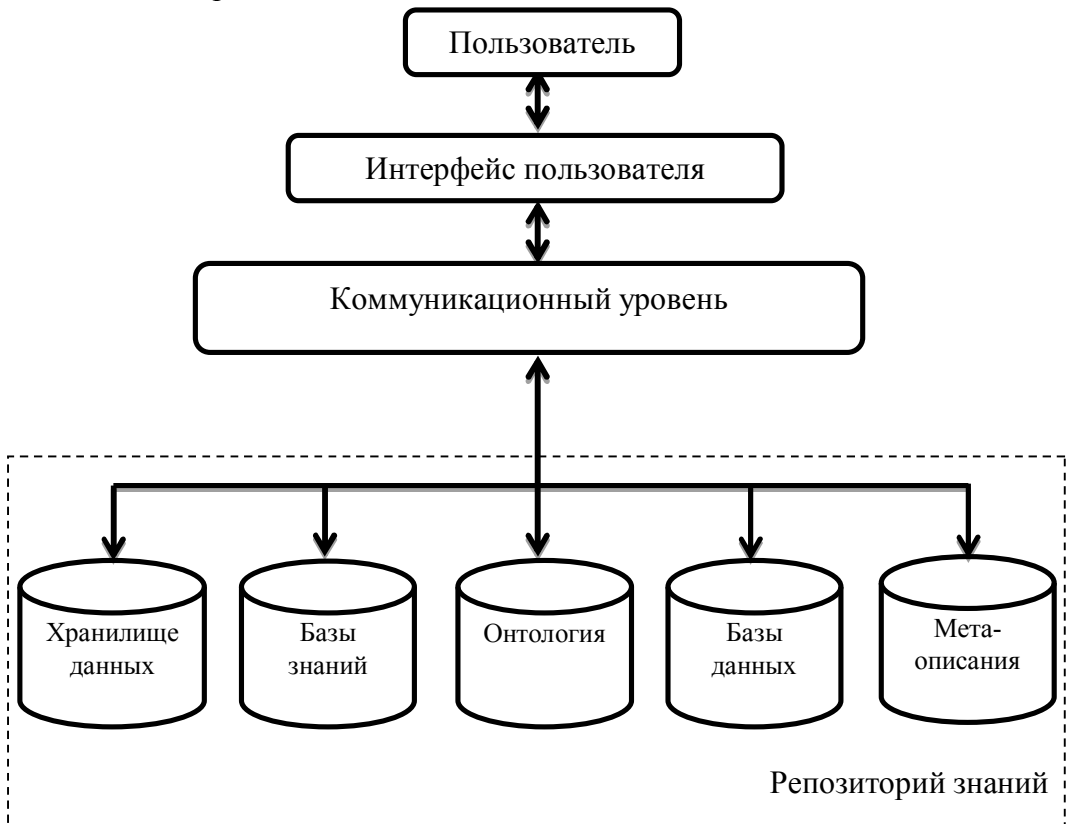 Пользователь
Интерфейс пользователя
Коммуникационный уровень
Хранилище
данных
Базы
знаний
Онтология
Базы
данных
Мета-
описания
Репозиторий знаний